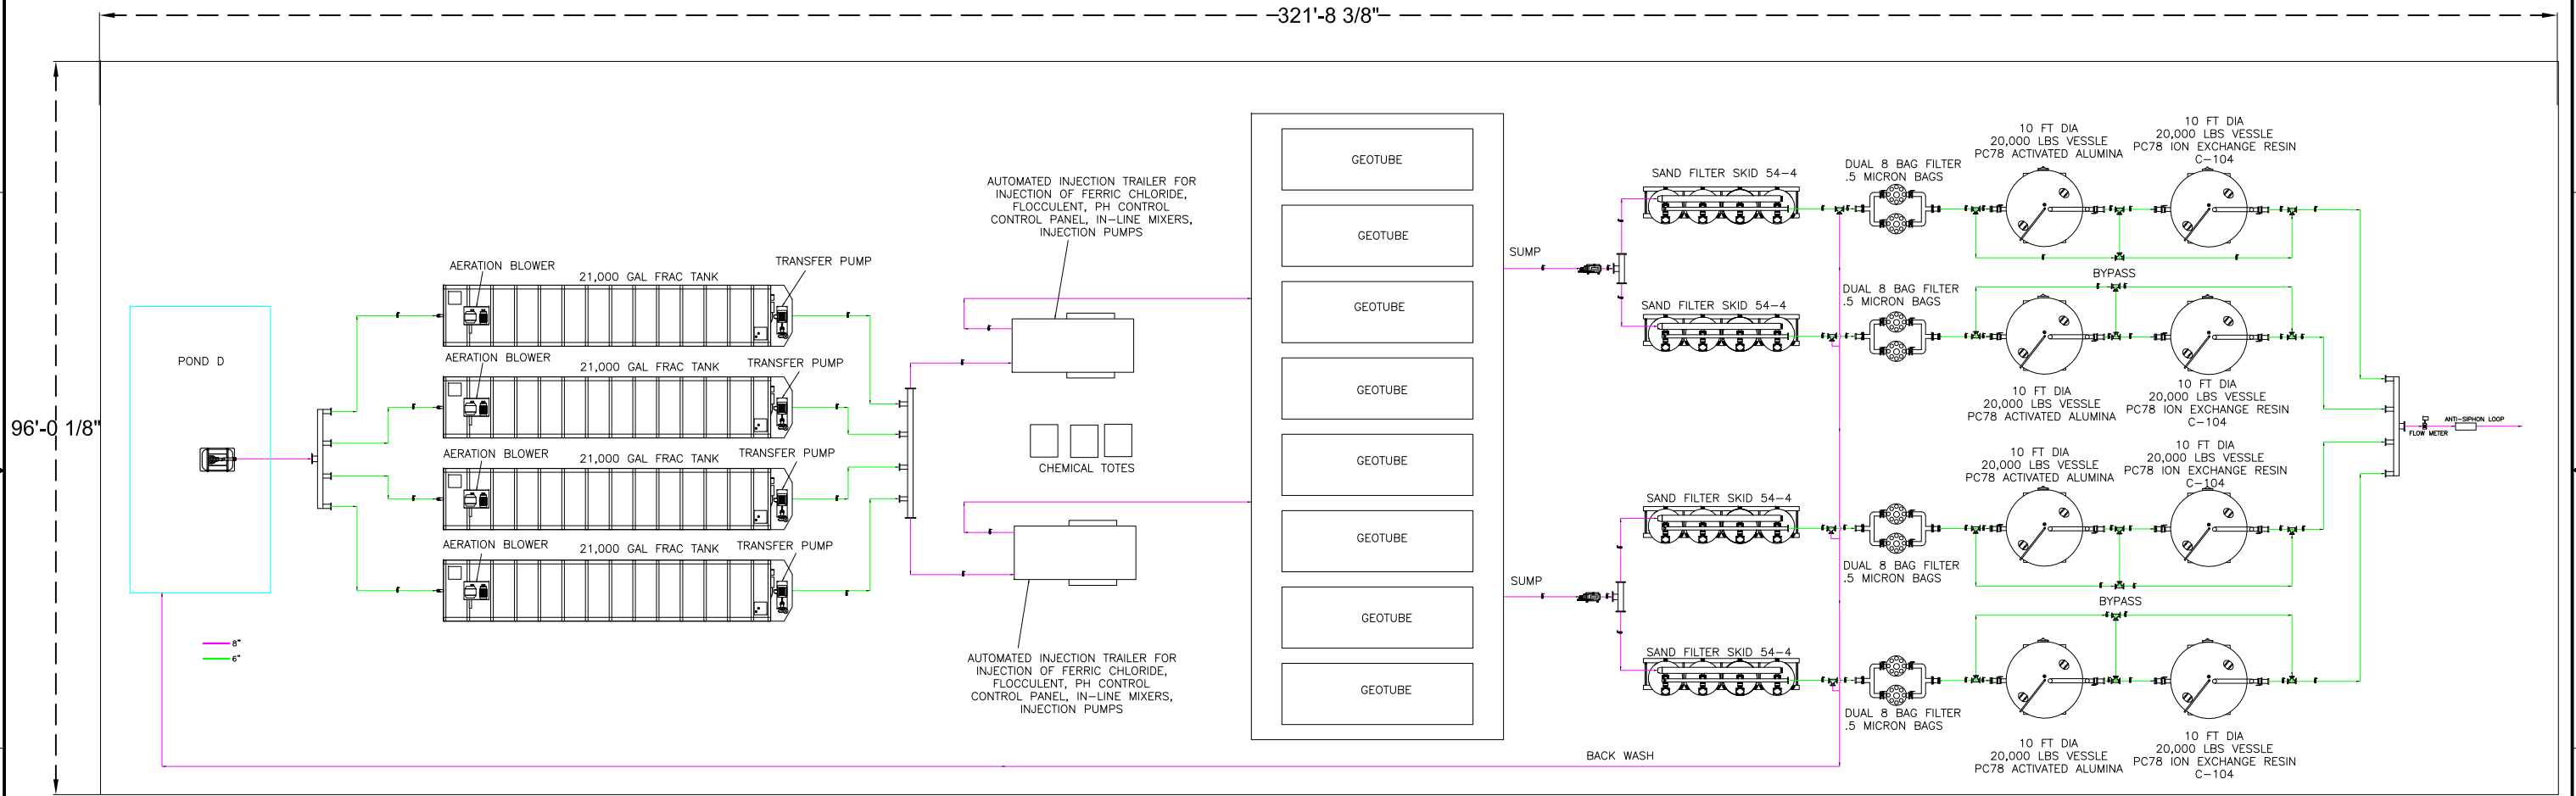 321'-8 3/8"
96'-0 1/8"
POND D
8"
6"
AERATION BLOWER
21,000 GAL FRAC TANK
TRANSFER PUMP
AERATION BLOWER
21,000 GAL FRAC TANK
TRANSFER PUMP
AERATION BLOWER
21,000 GAL FRAC TANK
TRANSFER PUMP
AERATION BLOWER
21,000 GAL FRAC TANK
TRANSFER PUMP
AUTOMATED INJECTION TRAILER FOR
INJECTION OF FERRIC CHLORIDE,
FLOCCULENT, PH CONTROL
CONTROL PANEL, IN-LINE MIXERS,
INJECTION PUMPS
CHEMICAL TOTES
AUTOMATED INJECTION TRAILER FOR
INJECTION OF FERRIC CHLORIDE,
FLOCCULENT, PH CONTROL
CONTROL PANEL, IN-LINE MIXERS,
INJECTION PUMPS
GEOTUBE
GEOTUBE
GEOTUBE
GEOTUBE
GEOTUBE
GEOTUBE
GEOTUBE
GEOTUBE
SUMP
SUMP
SAND FILTER SKID 54-4
SAND FILTER SKID 54-4
SAND FILTER SKID 54-4
SAND FILTER SKID 54-4
BACK WASH
DUAL 8 BAG FILTER
.5 MICRON BAGS
DUAL 8 BAG FILTER
.5 MICRON BAGS
DUAL 8 BAG FILTER
.5 MICRON BAGS
DUAL 8 BAG FILTER
.5 MICRON BAGS
10 FT DIA
20,000 LBS VESSLE
PC78 ACTIVATED ALUMINA
10 FT DIA
20,000 LBS VESSLE
PC78 ION EXCHANGE RESIN
C-104
BYPASS
10 FT DIA
20,000 LBS VESSLE
PC78 ACTIVATED ALUMINA
10 FT DIA
20,000 LBS VESSLE
PC78 ION EXCHANGE RESIN
C-104
10 FT DIA
20,000 LBS VESSLE
PC78 ACTIVATED ALUMINA
10 FT DIA
20,000 LBS VESSLE
PC78 ION EXCHANGE RESIN
C-104
BYPASS
10 FT DIA
20,000 LBS VESSLE
PC78 ACTIVATED ALUMINA
10 FT DIA
20,000 LBS VESSLE
PC78 ION EXCHANGE RESIN
C-104
FLOW METER
ANTI-SIPHON LOOP